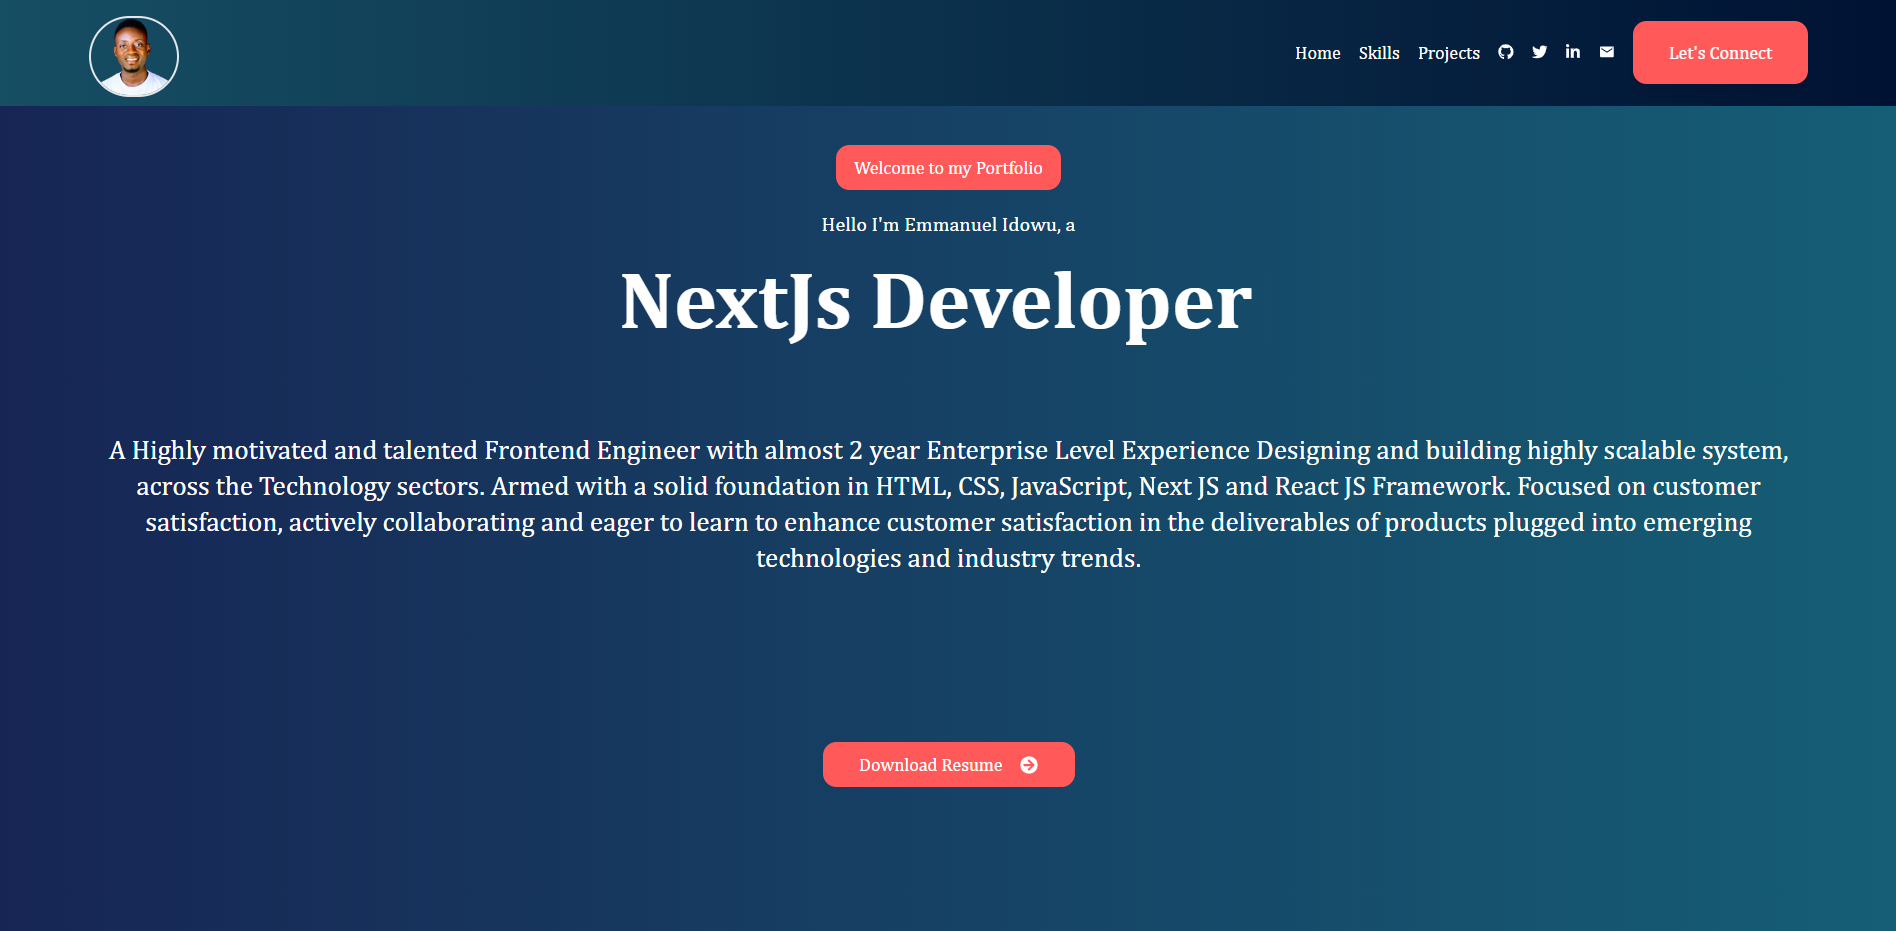 Home Skills Projects Let's Connect
Welcome to my Portfolio
Hello I'm Emmanuel Idowu, a
NextJs Developer
A Highly motivated and talented Frontend Engineer with almost 2 year Enterprise Level Experience Designing and building highly scalable system,
across the Technology sectors. Armed with a solid foundation in HTML, CSS, JavaScript, Next JS and React JS Framework. Focused on customer
satisfaction, actively collaborating and eager to learn to enhance customer satisfaction in the deliverables of products plugged into emerging
technologies and industry trends.
Download Resume